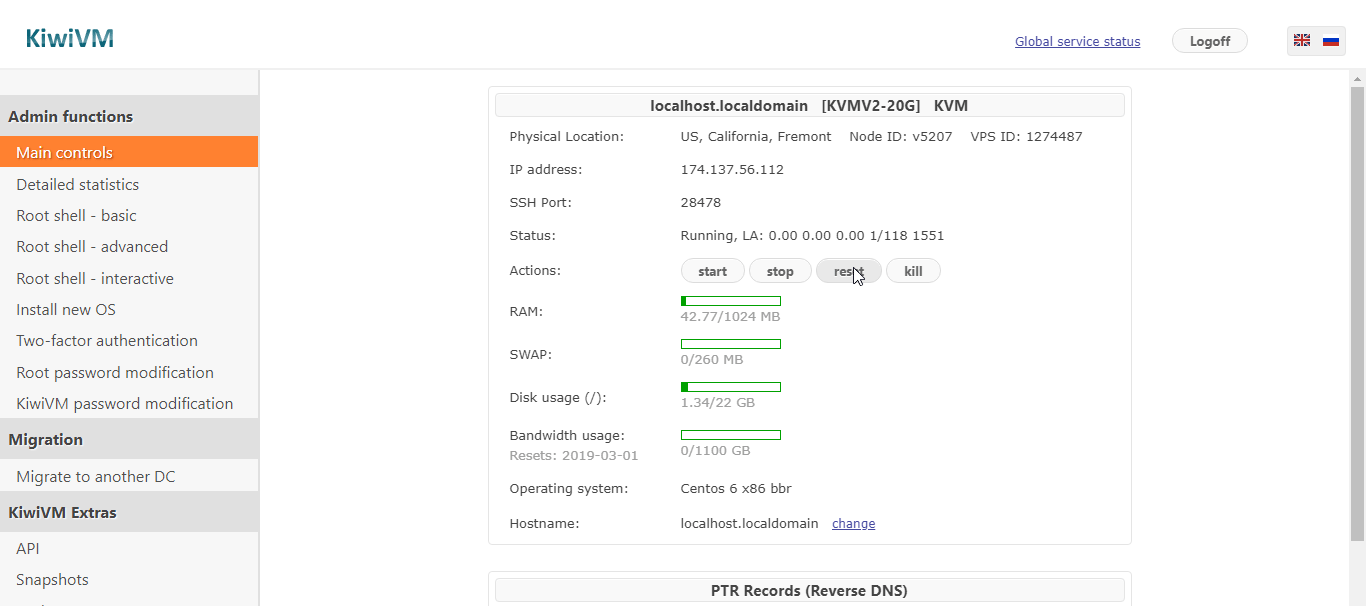 KiwiVM
Global service status
Logoff
Admin functions
Main controls
Detailed statistics
Root shell - basic
Root shell - advanced
Root shell - interactive
Install new OS
Two-factor authentication
Root password modification
KiwiVM password modification
Migration
Migrate to another DC
KiwiVM Extras
API
Snapshots
localhost.localdomain [KVMV2-20G] KVM
Physical Location: US, California, Fremont Node ID: v5207 VPS ID: 1274487
IP address: 174.137.56.112
SSH Port: 28478
Status: Running, LA: 0.00 0.00 0.00 1/118 1551
Actions: start stop reset kill
RAM:
42.77/1024 MB
SWAP:
0/260 MB
Disk usage (/):
1.34/22 GB
Bandwidth usage:
Resets: 2019-03-01
0/1100 GB
Operating system: Centos 6 x86 bbr
Hostname: localhost.localdomain change
PTR Records (Reverse DNS)